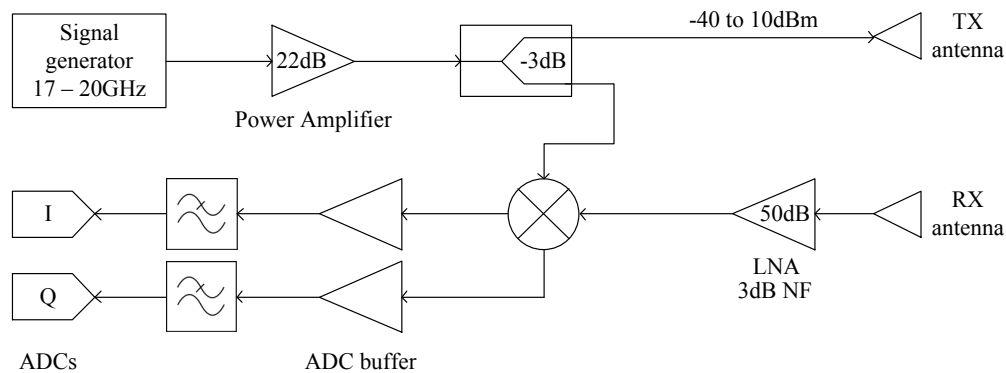 Signal
generator
17 – 20GHz
22dB
Power Amplifier
-3dB
-40 to 10dBm
TX
antenna
I
50dB
LNA
3dB NF
RX
antenna
Q
ADCs
ADC buffer